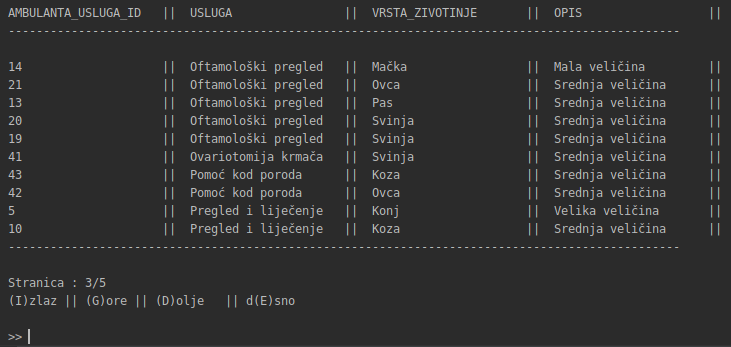 AMBULANTA_USLUGA_ID || USLUGA || VRSTA_ZIVOTINJE || OPIS ||
------------------------------------------------------------------------------------------------
14 || Oftamološki pregled || Mačka || Mala veličina ||
21 || Oftamološki pregled || Ovca || Srednja veličina ||
13 || Oftamološki pregled || Pas || Srednja veličina ||
20 || Oftamološki pregled || Svinja || Srednja veličina ||
19 || Oftamološki pregled || Svinja || Srednja veličina ||
41 || Ovariotomija krmača || Svinja || Srednja veličina ||
43 || Pomoć kod poroda || Koza || Srednja veličina ||
42 || Pomoć kod poroda || Ovca || Srednja veličina ||
5 || Pregled i liječenje || Konj || Velika veličina ||
10 || Pregled i liječenje || Koza || Srednja veličina ||
------------------------------------------------------------------------------------------------
Stranica : 3/5
(I)zlaz || (G)ore || (D)olje || d(E)sno
>>